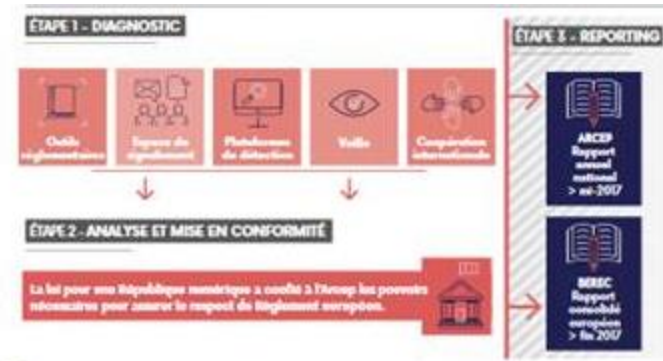 ÉTAPE 1 - DIAGNOSTIC
Outils
réglementaires
Espace de
signalement
Plateformes
de détection
Veille
Coopération
internationale
ÉTAPE 2 - ANALYSE ET MISE EN CONFORMITÉ
La loi pour une République numérique a confié à l'Arcep les pouvoirs
nécessaires pour assurer le respect du Règlement européen.
ÉTAPE 3 - REPORTING
ARCEP
Rapport
annuel
national
> mi-2017
BEREC
Rapport
consolidé
européen
> fin 2017